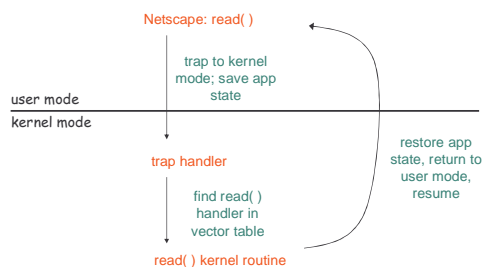 Netscape: read( )
trap to kernel
mode; save app
state
user mode
kernel mode
restore app
state, return to
user mode,
resume
trap handler
find read( )
handler in
vector table
read( ) kernel routine